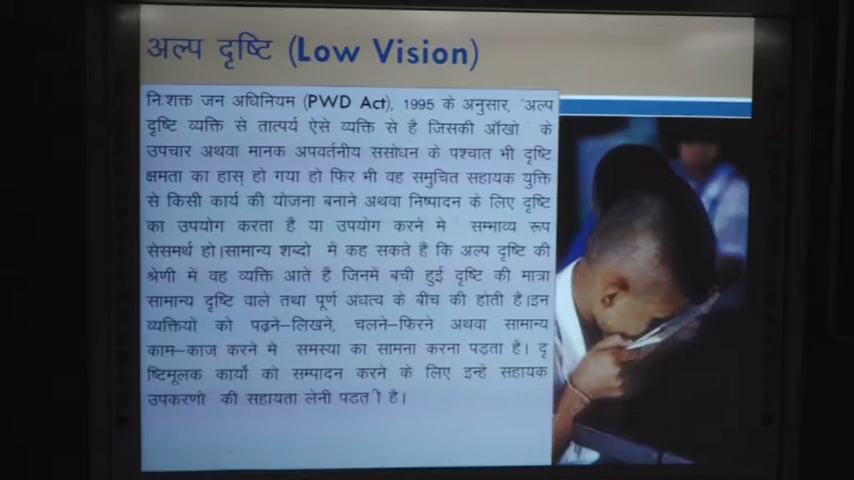 अल्प दृष्टि (Low Vision)
नि:शक्त जन अधिनियम (PWD Act), 1995 के अनुसार, 'अल्प
दृष्टि व्यक्ति से तात्पर्य ऐसे व्यक्ति से है जिसकी ऑखो के
उपचार अथवा मानक अपवर्तनीय संसोधन के पश्चात भी दृष्टि
क्षमता का हास् हो गया हो फिर भी वह समुचित सहायक युक्ति
से किसी कार्य की योजना बनाने अथवा निष्पादन के लिए दृष्टि
का उपयोग करता है या उपयोग करने मे सम्भाव्य रूप
सेसमर्थ हो।सामान्य शब्दो में कह सकते है कि अल्प दृष्टि की
श्रेणी में वह व्यक्ति आते है जिनमें बची हुई दृष्टि की मात्रा
सामान्य दृष्टि वाले तथा पूर्ण अंधत्व के बीच की होती है।इन
व्यक्तियों को पढ़ने–लिखने, चलने–फिरने अथवा सामान्य
काम–काज करने मे समस्या का सामना करना पड़ता है। दृ
ष्टिमूलक कार्यो को सम्पादन करने के लिए इन्हे सहायक
उपकरणो की सहायता लेनी पडती है।